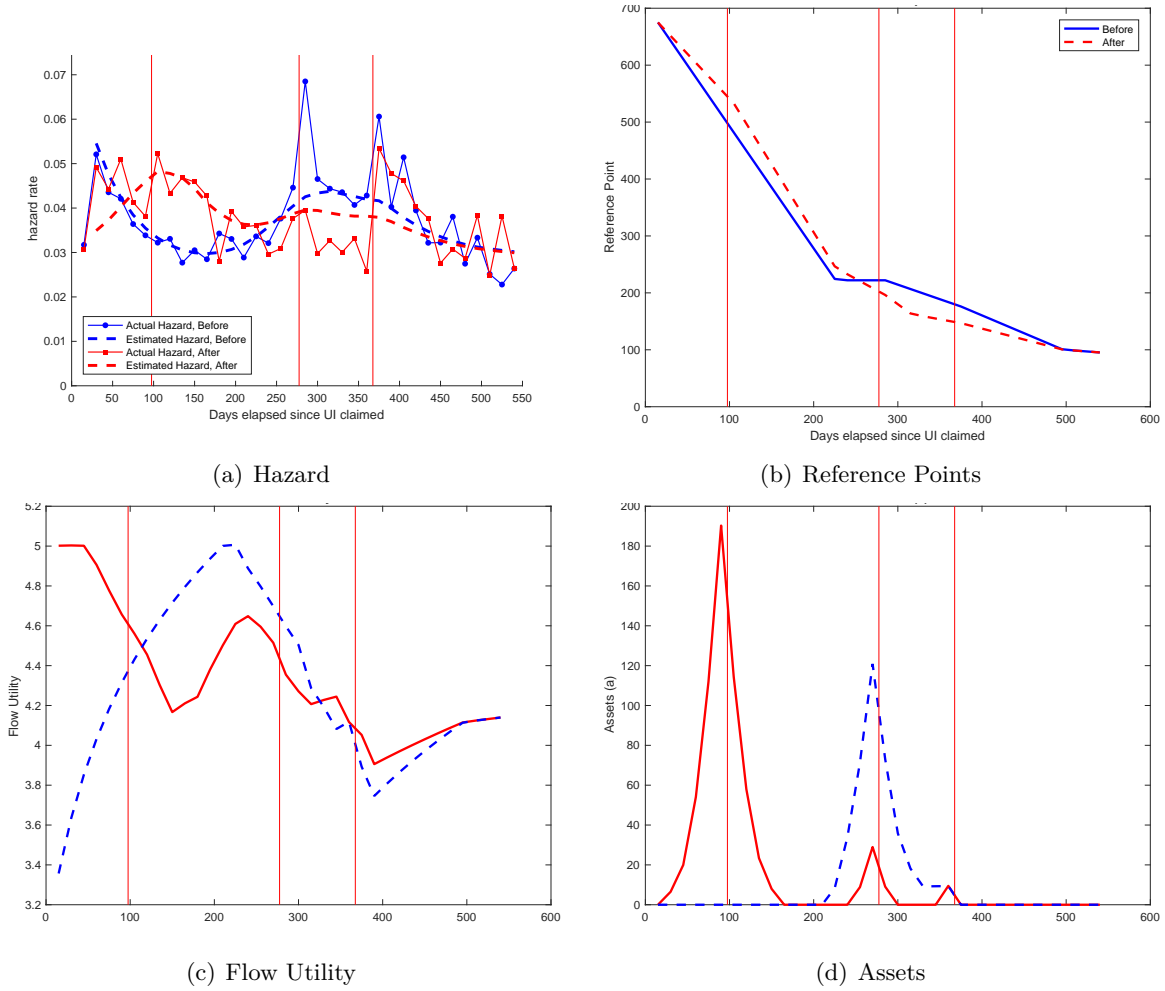 0.07
0.06
0.05
0.04
0.03
0.02
0.01
0
hazard rate
Actual Hazard, Before
Estimated Hazard, Before
Actual Hazard, After
Estimated Hazard, After
0 50 100 150 200 250 300 350 400 450 500 550
Days elapsed since UI claimed
(a) Hazard
700
600
500
400
300
200
100
0
Reference Point
Before
After
0 100 200 300 400 500 600
Days elapsed since UI claimed
(b) Reference Points
5.2
5
4.8
4.6
4.4
4.2
4
3.8
3.6
3.4
3.2
Flow Utility
0 100 200 300 400 500 600
(c) Flow Utility
200
180
160
140
120
100
80
60
40
20
0
Assets (a)
0 100 200 300 400 500 600
(d) Assets